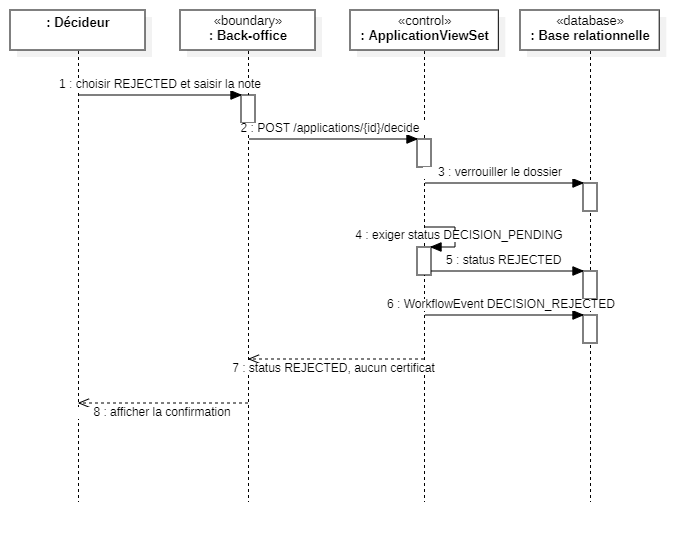 : Décideur
«boundary»
: Back-office
«control»
: ApplicationViewSet
«database»
: Base relationnelle
1 : choisir REJECTED et saisir la note
2 : POST /applications/{id}/decide
3 : verrouiller le dossier
4 : exiger status DECISION_PENDING
5 : status REJECTED
6 : WorkflowEvent DECISION_REJECTED
7 : status REJECTED, aucun certificat
8 : afficher la confirmation